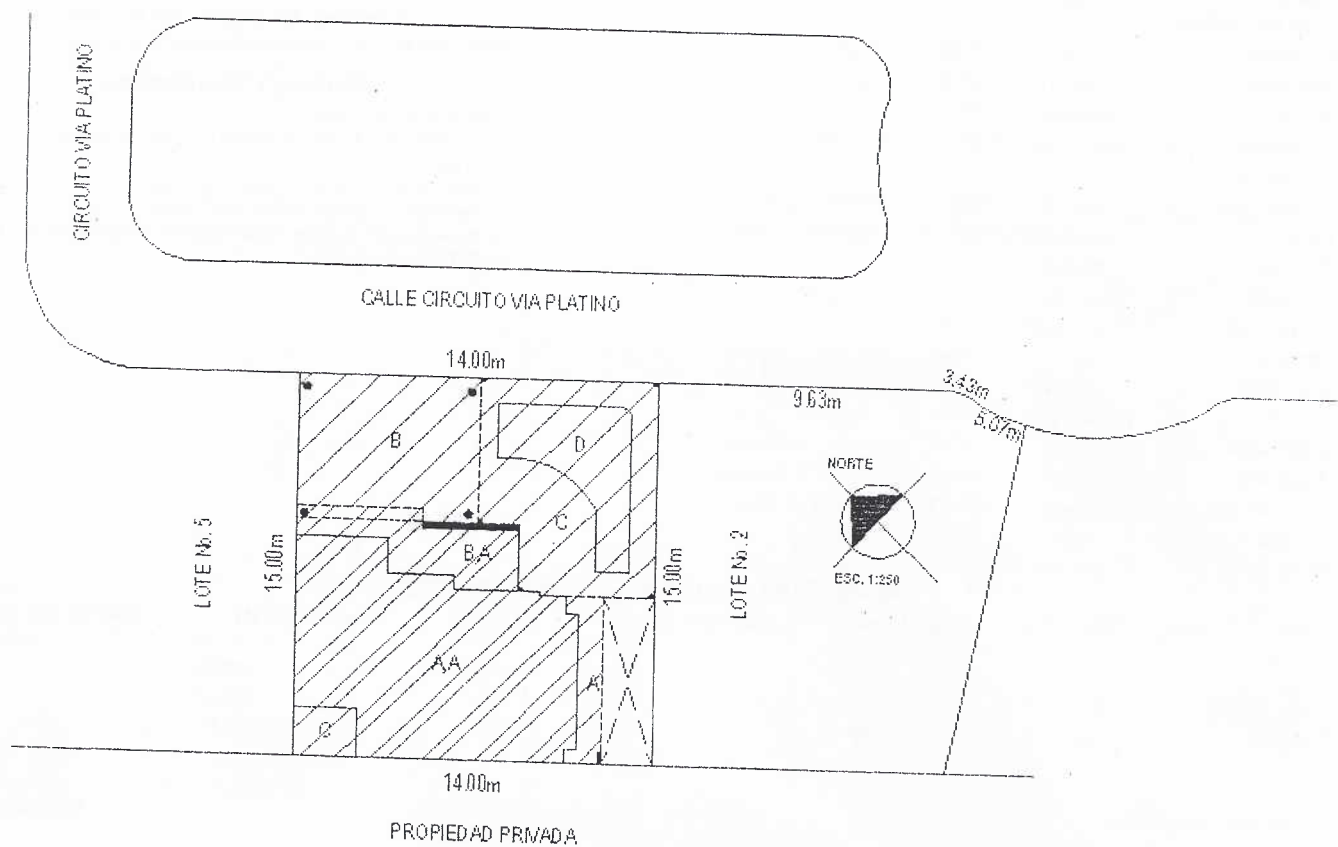 CIRCUITO VIA PLATINO
CALLE CIRCUITO VIA PLATINO
14.00m
9.63m
3.43m
5.07m
B
D
NORTE
C
B,A
LOTE No. 5
15.00m
15.00m
LOTE No. 2
ESC. 1:250
A,A
A
C
14.00m
PROPIEDAD PRIVADA